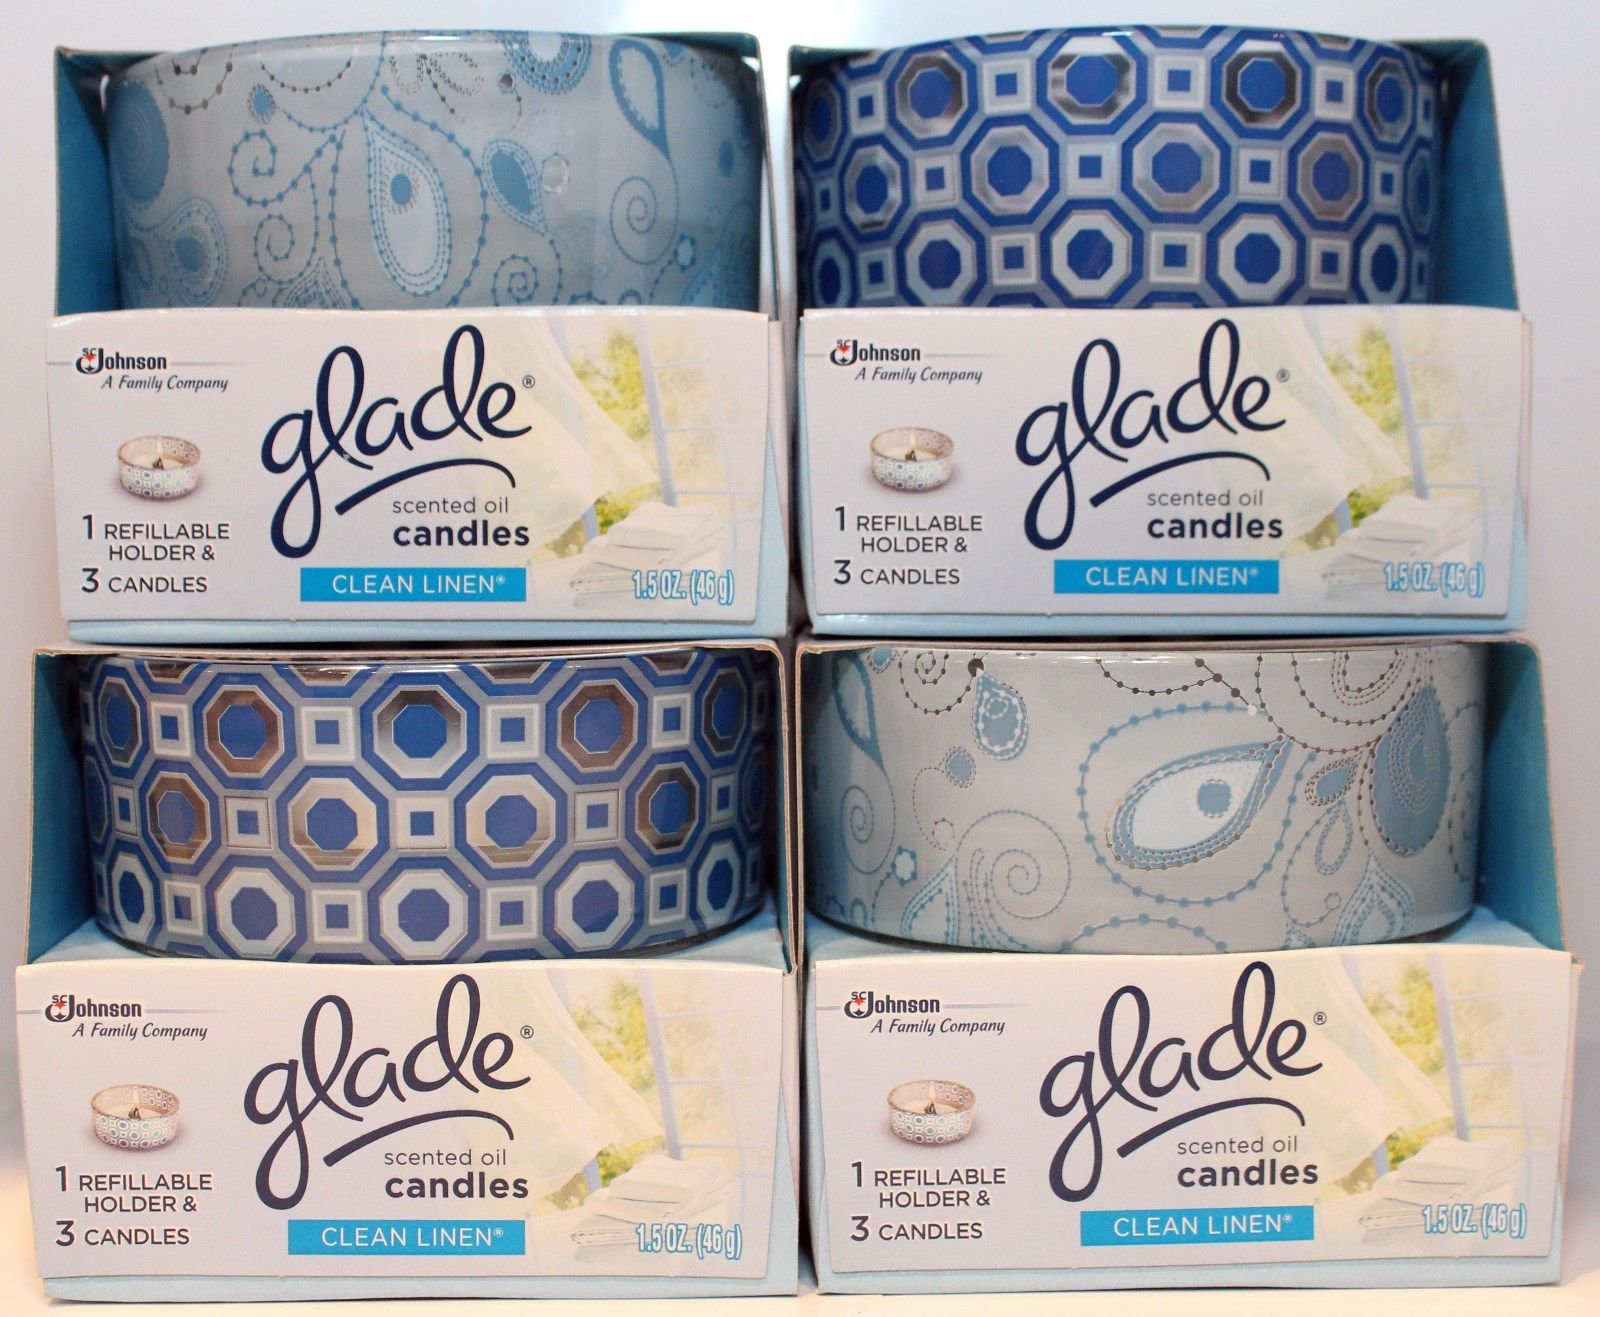 SC Johnson
A Family Company
glade®
1 REFILLABLE
HOLDER &
3 CANDLES
scented oil
candles
CLEAN LINEN®
1.5 OZ. (46 g)
SC Johnson
A Family Company
glade®
1 REFILLABLE
HOLDER &
3 CANDLES
scented oil
candles
CLEAN LINEN®
1.5 OZ. (46 g)
SC Johnson
A Family Company
glade®
1 REFILLABLE
HOLDER &
3 CANDLES
scented oil
candles
CLEAN LINEN®
1.5 OZ. (46 g)
SC Johnson
A Family Company
glade®
1 REFILLABLE
HOLDER &
3 CANDLES
scented oil
candles
CLEAN LINEN®
1.5 OZ. (46 g)